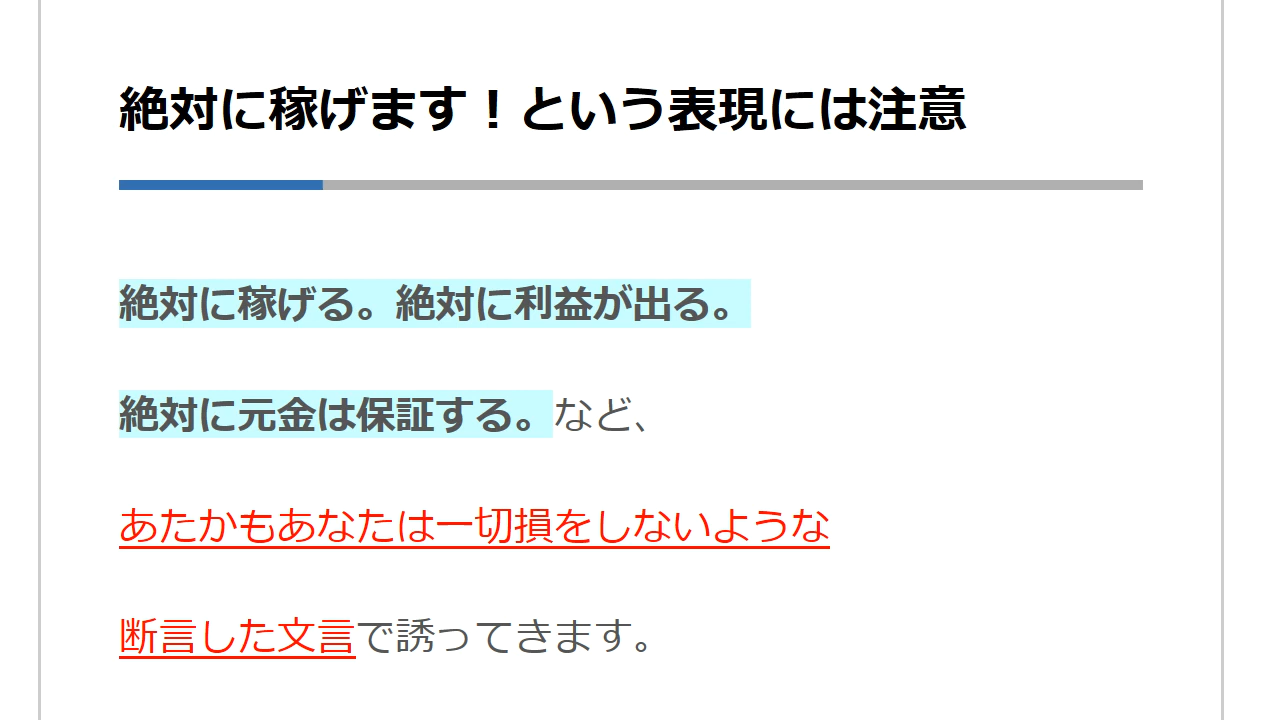 絶対に稼げます！という表現には注意
絶対に稼げる。絶対に利益が出る。
絶対に元金は保証する。など、
あたかもあなたは一切損をしないような
断言した文言で誘ってきます。